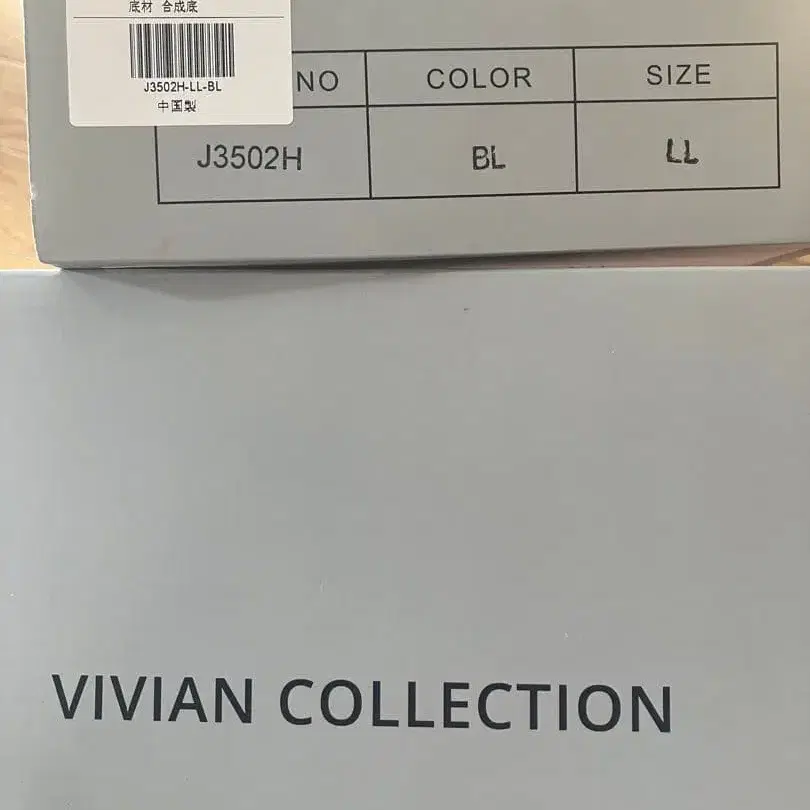 底材 合成底
J3502H-LL-BL
中国製
NO COLOR SIZE
J3502H BL LL
VIVIAN COLLECTION